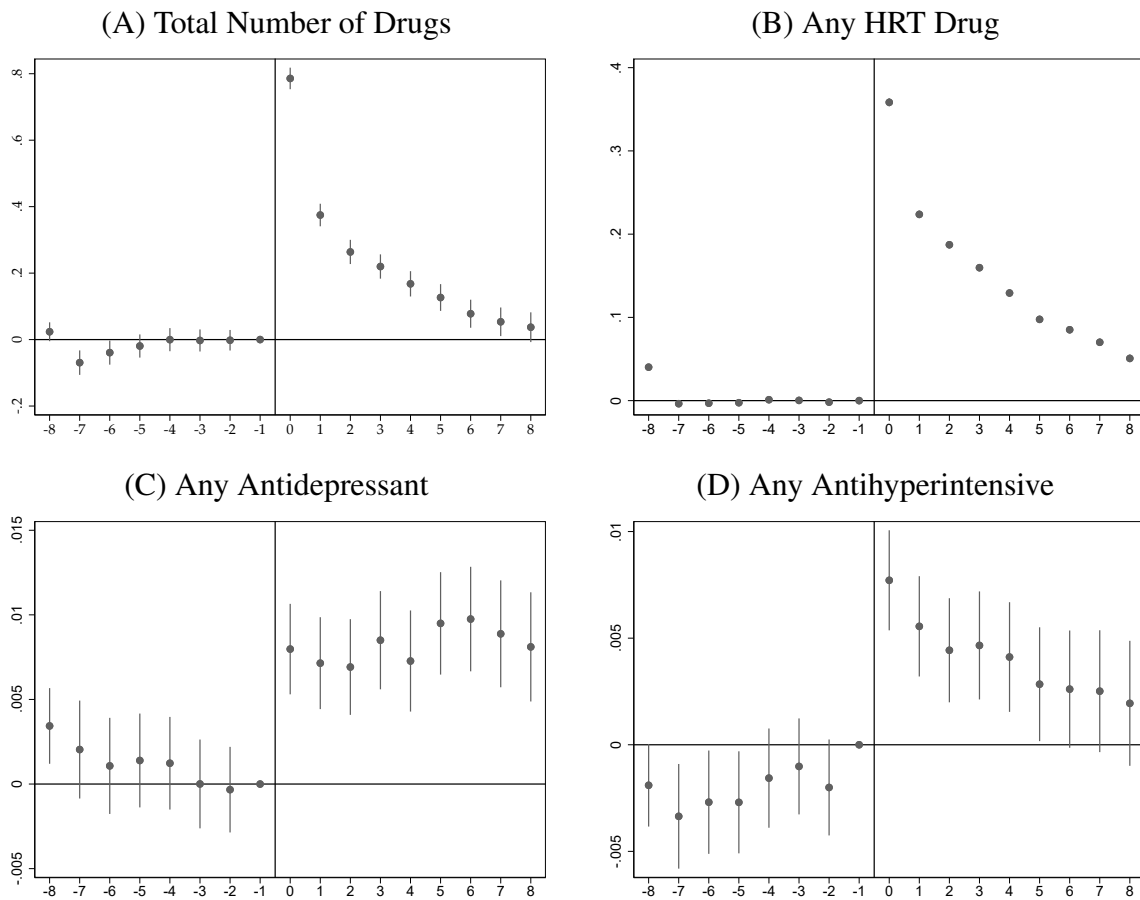 (A) Total Number of Drugs
.8
.6
.4
.2
0
-.2
-8 -7 -6 -5 -4 -3 -2 -1 0 1 2 3 4 5 6 7 8
(B) Any HRT Drug
.4
.3
.2
.1
0
-8 -7 -6 -5 -4 -3 -2 -1 0 1 2 3 4 5 6 7 8
(C) Any Antidepressant
.015
.01
.005
0
-.005
-8 -7 -6 -5 -4 -3 -2 -1 0 1 2 3 4 5 6 7 8
(D) Any Antihyperintensive
.01
.005
0
-.005
-8 -7 -6 -5 -4 -3 -2 -1 0 1 2 3 4 5 6 7 8